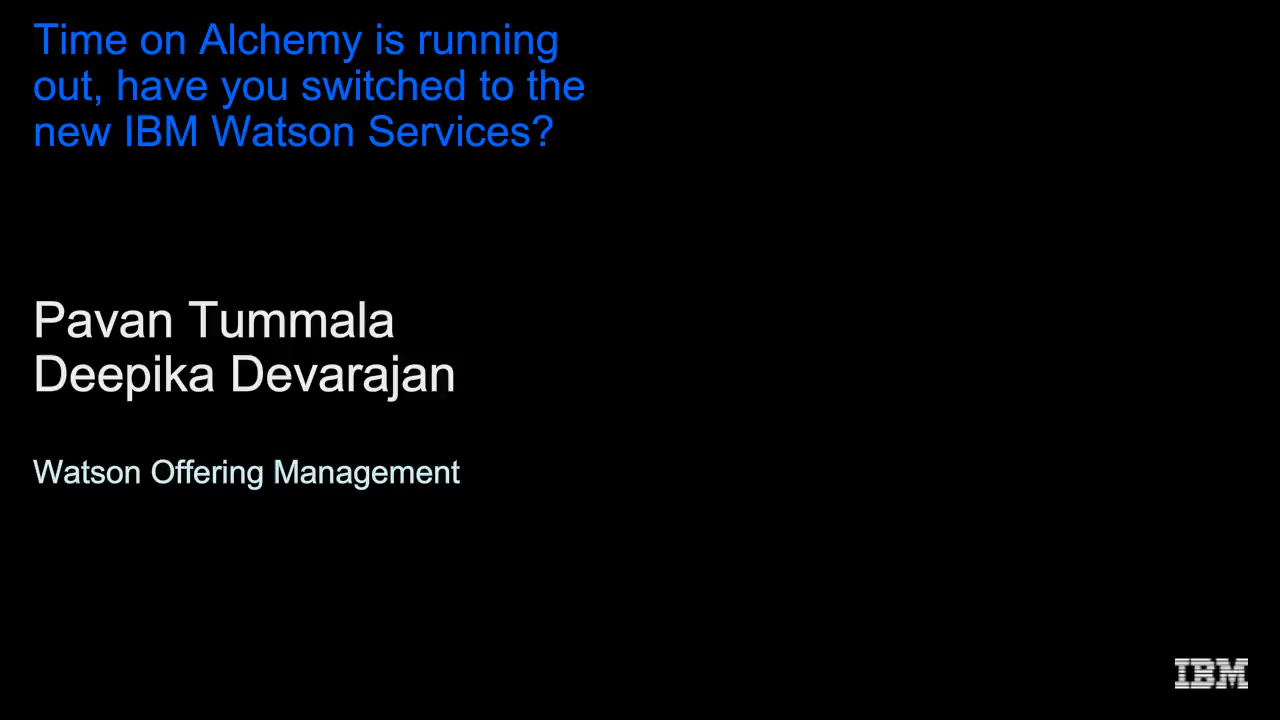 Time on Alchemy is running
out, have you switched to the
new IBM Watson Services?
Pavan Tummala
Deepika Devarajan
Watson Offering Management
IBM